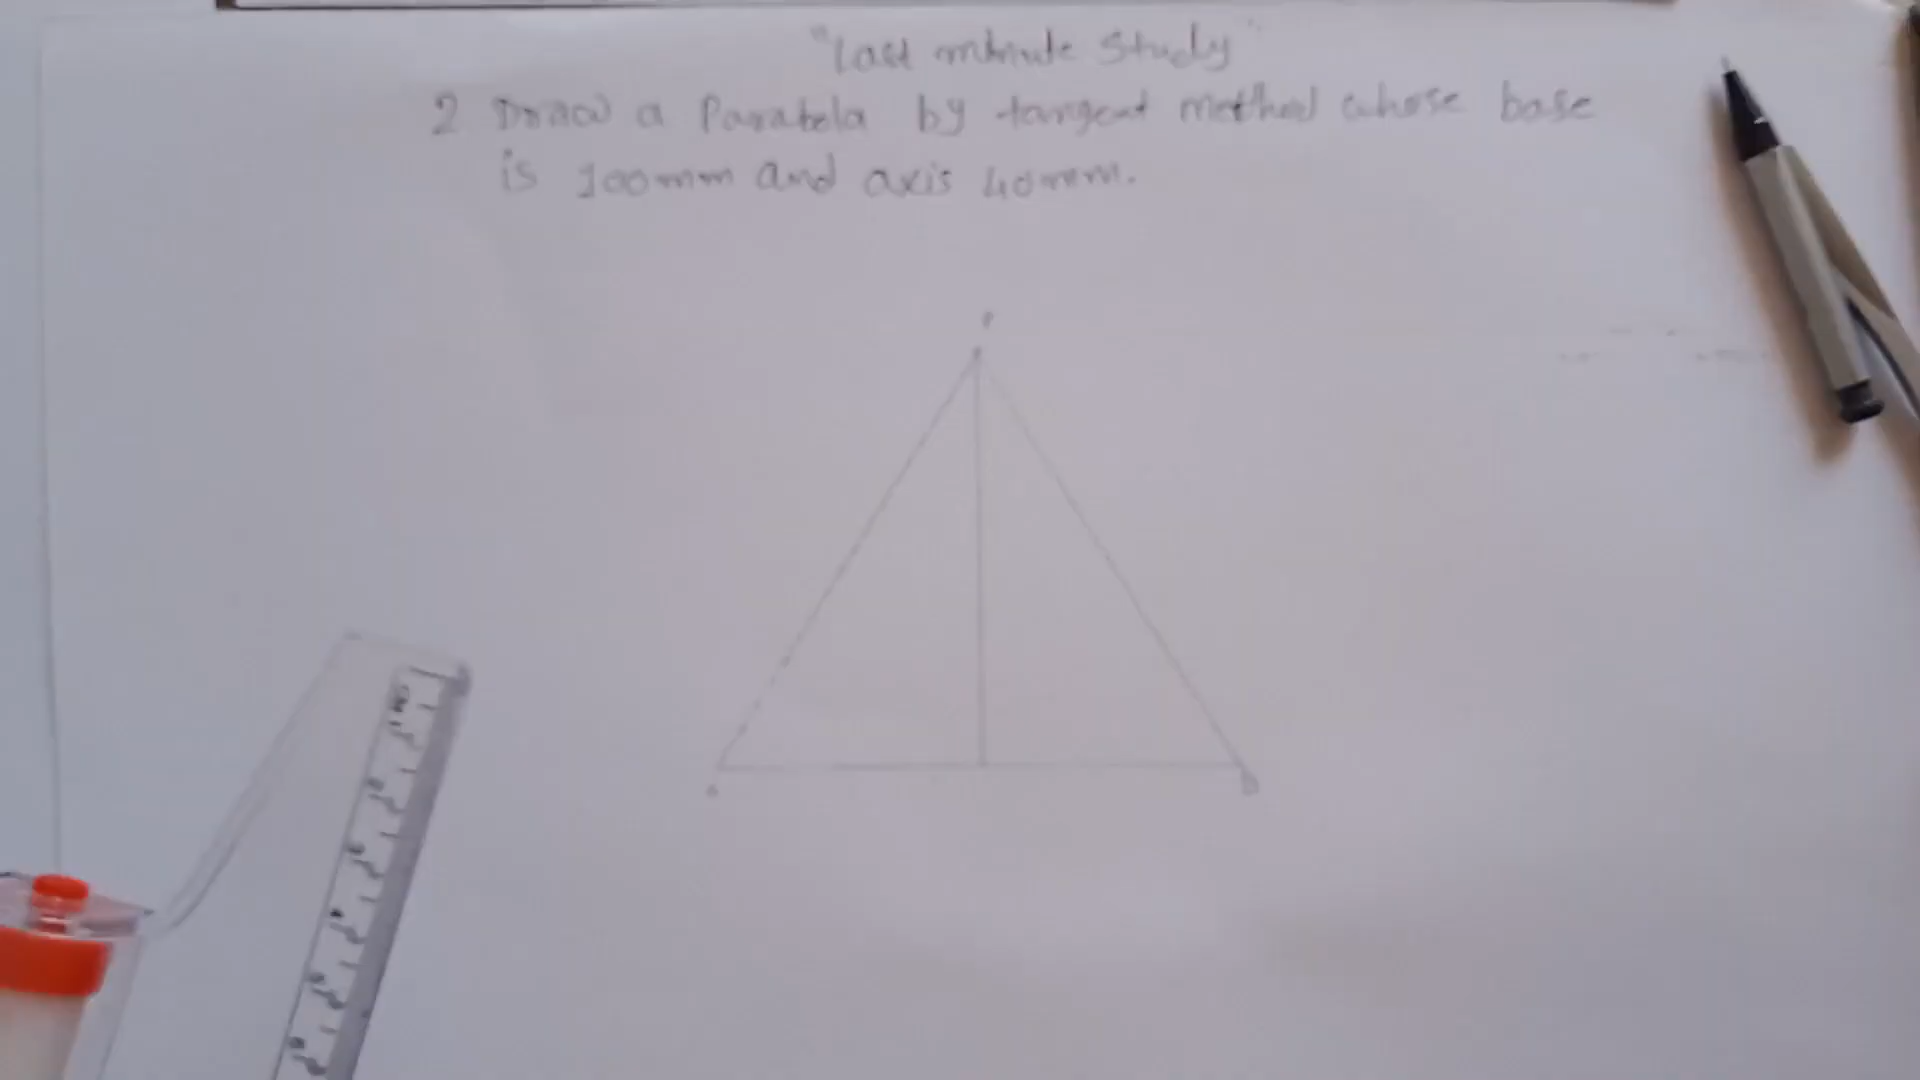 "Last minute Study"
2 Draw a Parabola by tangent method whose base
is 100mm and axis 40mm.